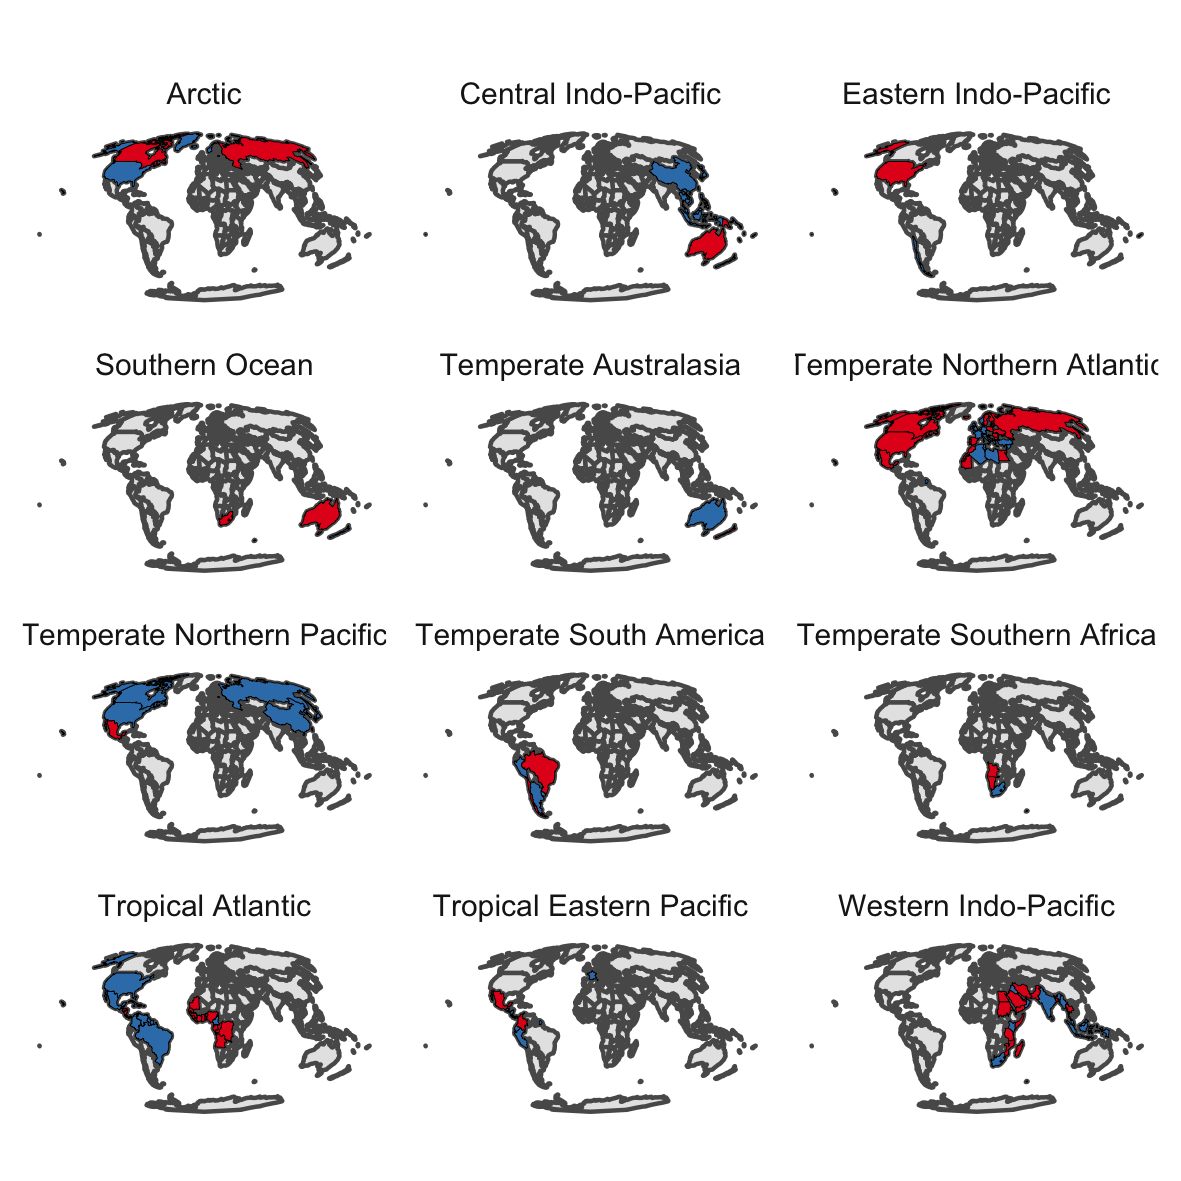 Arctic
Central Indo-Pacific
Eastern Indo-Pacific
Southern Ocean
Temperate Australasia
Temperate Northern Atlantic
Temperate Northern Pacific
Temperate South America
Temperate Southern Africa
Tropical Atlantic
Tropical Eastern Pacific
Western Indo-Pacific